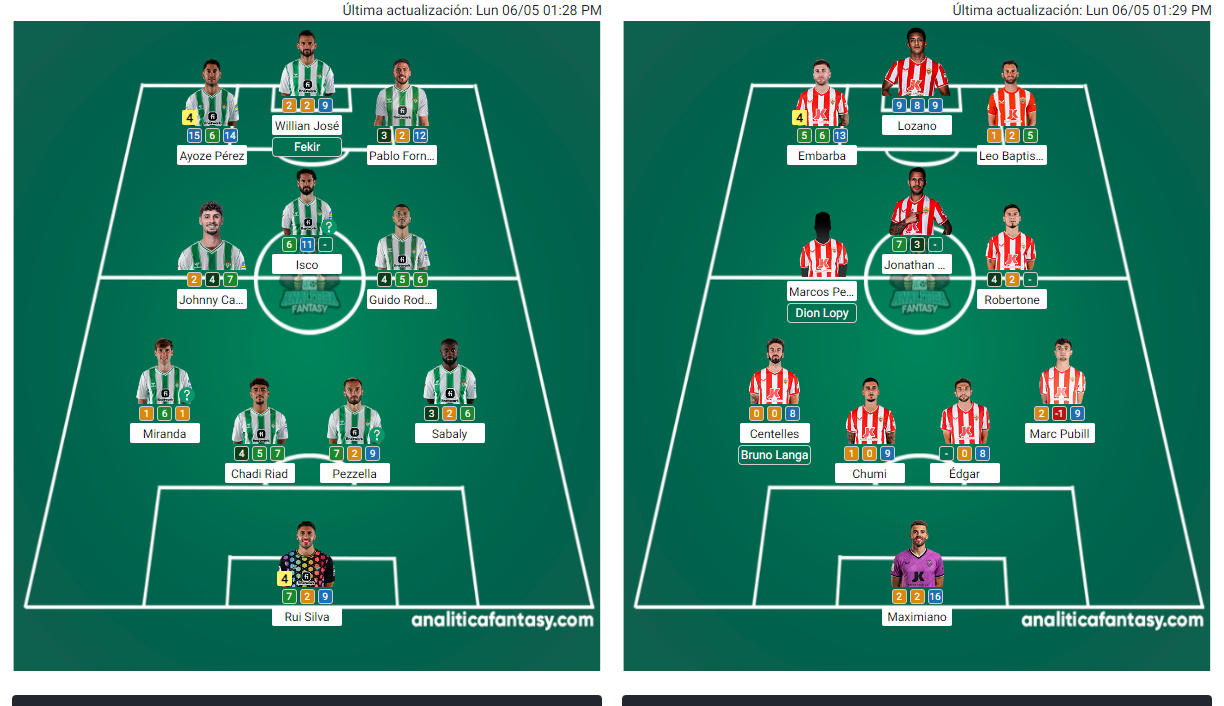 Última actualización: Lun 06/05 01:28 PM
2 2 9
Willian José
Fekir
4
15 6 14
Ayoze Pérez
3 2 12
Pablo Forn...
?
6 11 -
Isco
2 4 7
Johnny Ca...
4 5 6
Guido Rod...
ANALITICA
FANTASY
?
1 6 1
Miranda
3 2 6
Sabaly
4 5 7
Chadi Riad
?
7 2 9
Pezzella
4
7 2 9
Rui Silva
analiticafantasy.com
Última actualización: Lun 06/05 01:29 PM
9 8 9
Lozano
4
5 6 13
Embarba
1 2 5
Leo Baptis...
7 3 -
Jonathan ...
Marcos Pe...
Dion Lopy
4 2 -
Robertone
ANALITICA
FANTASY
0 0 8
Centelles
Bruno Langa
2 -1 9
Marc Pubill
1 0 9
Chumi
- 0 8
Édgar
2 2 16
Maximiano
analiticafantasy.com